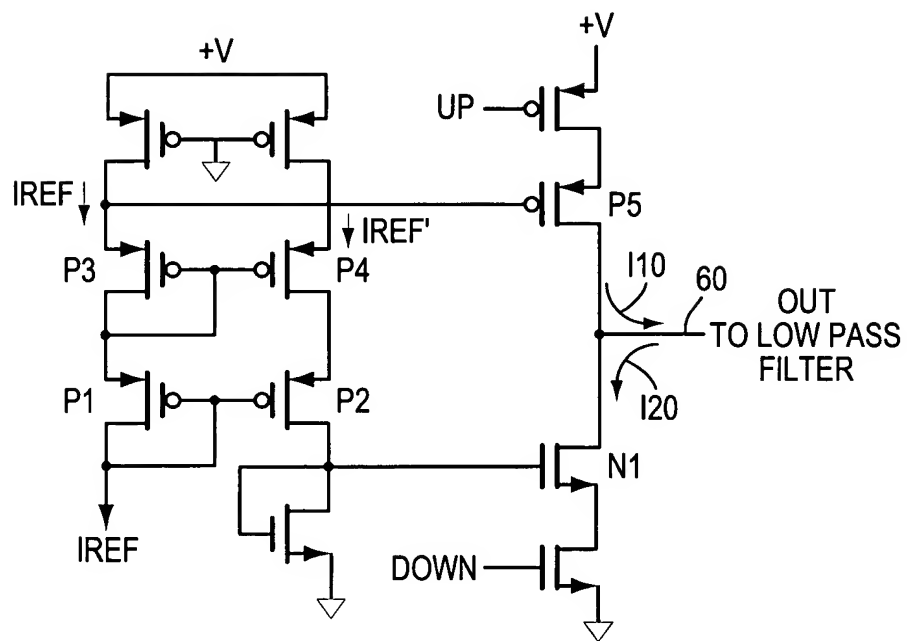 +V
+V
UP
IREF
P5
IREF'
P3
P4
I10
60
OUT
TO LOW PASS
FILTER
P1
P2
I20
N1
IREF
DOWN